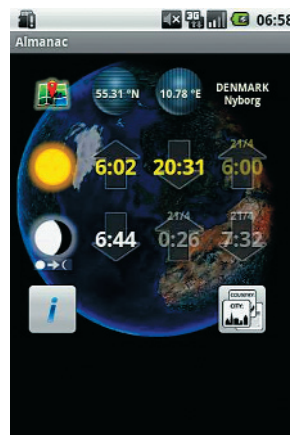 3G 06:58
Almanac
55.31 °N 10.78 °E DENMARK
Nyborg
21/4
6:02 20:31 6:00
21/4 21/4
6:44 0:26 7:32
i COUNTRY
CITY